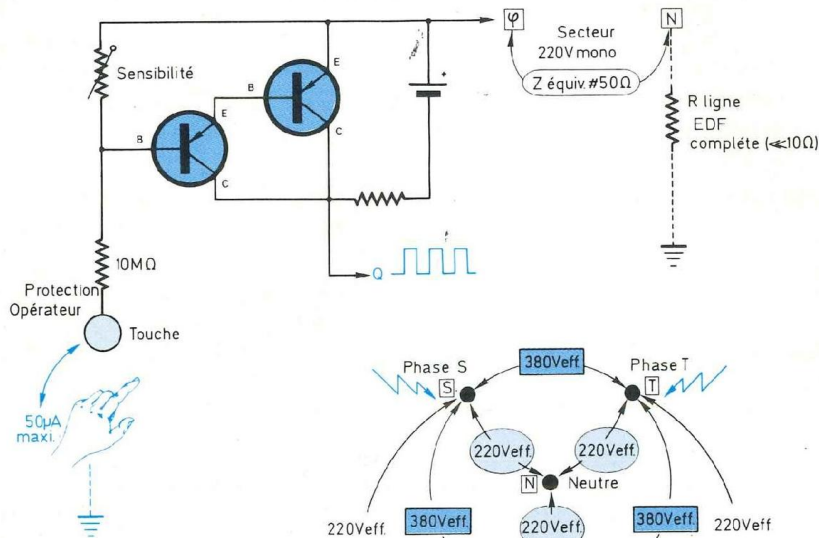 φ
N
Secteur
220V mono
Z équiv.#50Ω
R ligne
EDF
compléte (≪10Ω)
Sensibilité
B
E
C
B
E
C
+
10MΩ
Q
Protection
Opérateur
Touche
50µA
maxi.
Phase S
S
380Veff.
Phase T
T
220Veff.
220Veff.
N
Neutre
220Veff.
380Veff.
220Veff.
380Veff.
220Veff